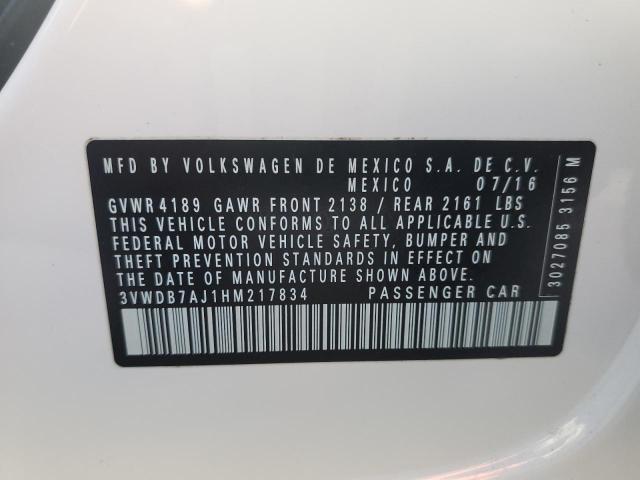 MFD BY VOLKSWAGEN DE MEXICO S.A. DE C.V.
MEXICO 07/16
GVWR 4189 GAWR FRONT 2138 / REAR 2161 LBS
THIS VEHICLE CONFORMS TO ALL APPLICABLE U.S.
FEDERAL MOTOR VEHICLE SAFETY, BUMPER AND
THEFT PREVENTION STANDARDS IN EFFECT ON
THE DATE OF MANUFACTURE SHOWN ABOVE.
3VWDB7AJ1HM217834 PASSENGER CAR
3027085 3156 M